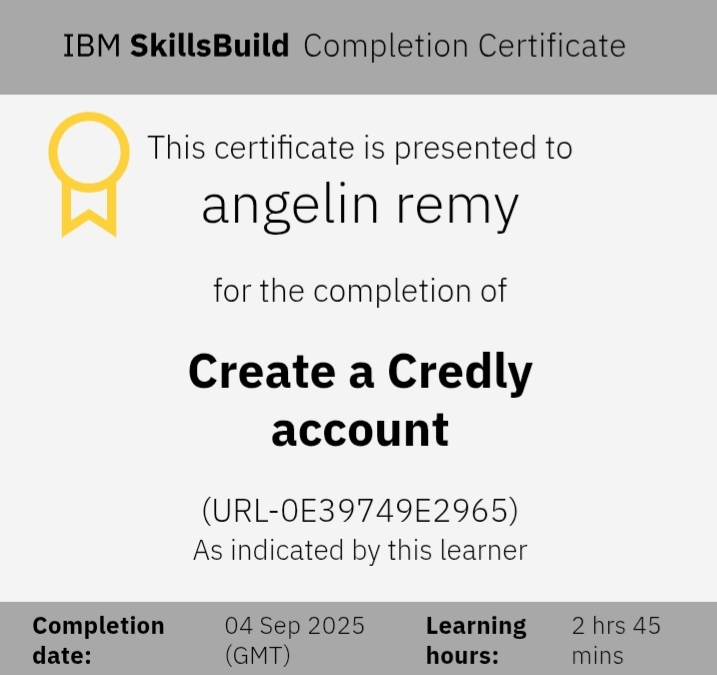 IBM SkillsBuild Completion Certificate
This certificate is presented to
angelin remy
for the completion of
Create a Credly
account
(URL-0E39749E2965)
As indicated by this learner
Completion date: 04 Sep 2025 (GMT)
Learning hours: 2 hrs 45 mins